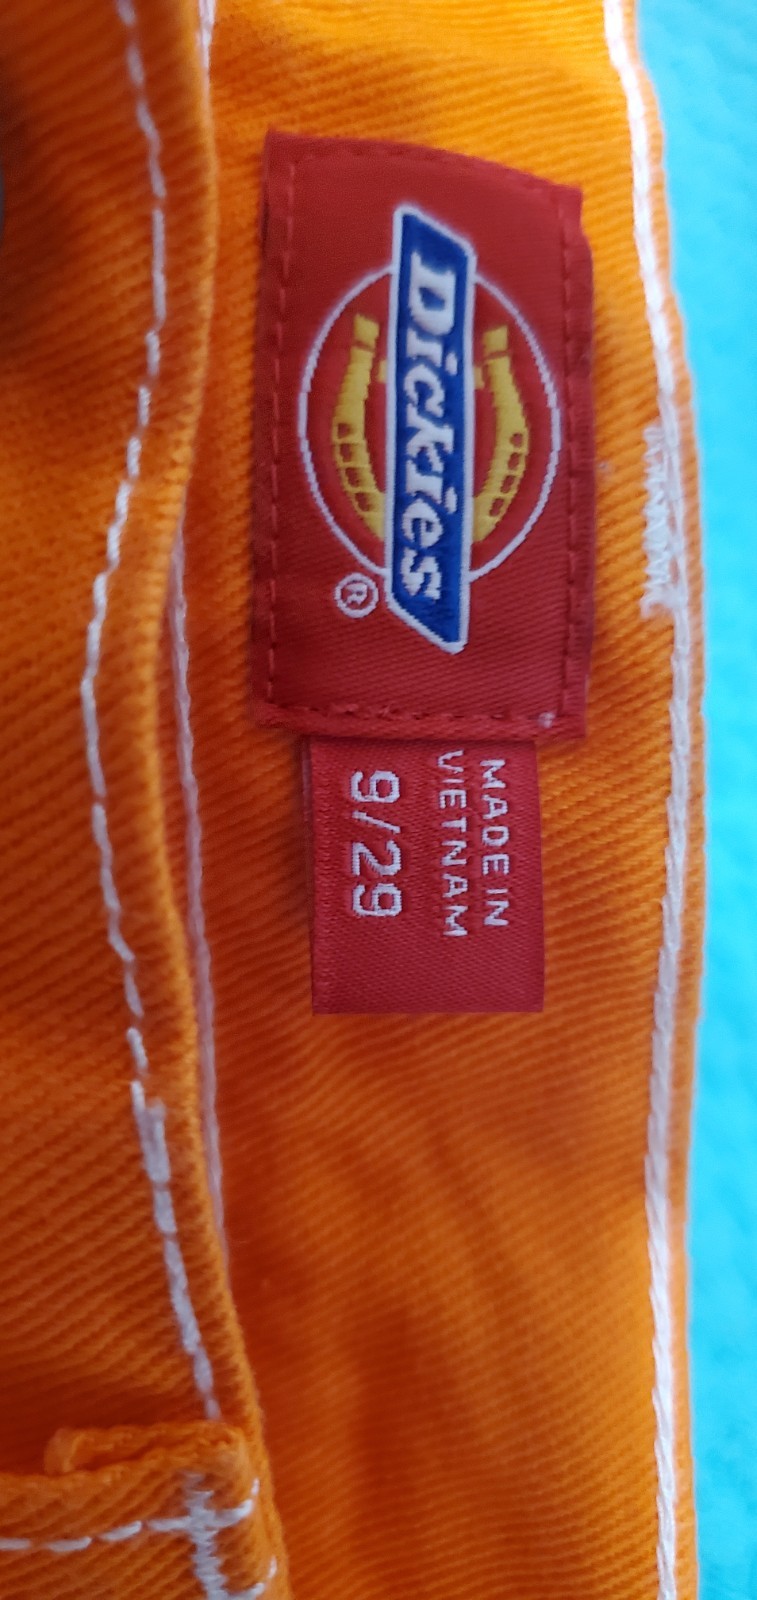 Dickies
®
MADE IN
VIETNAM
9/29